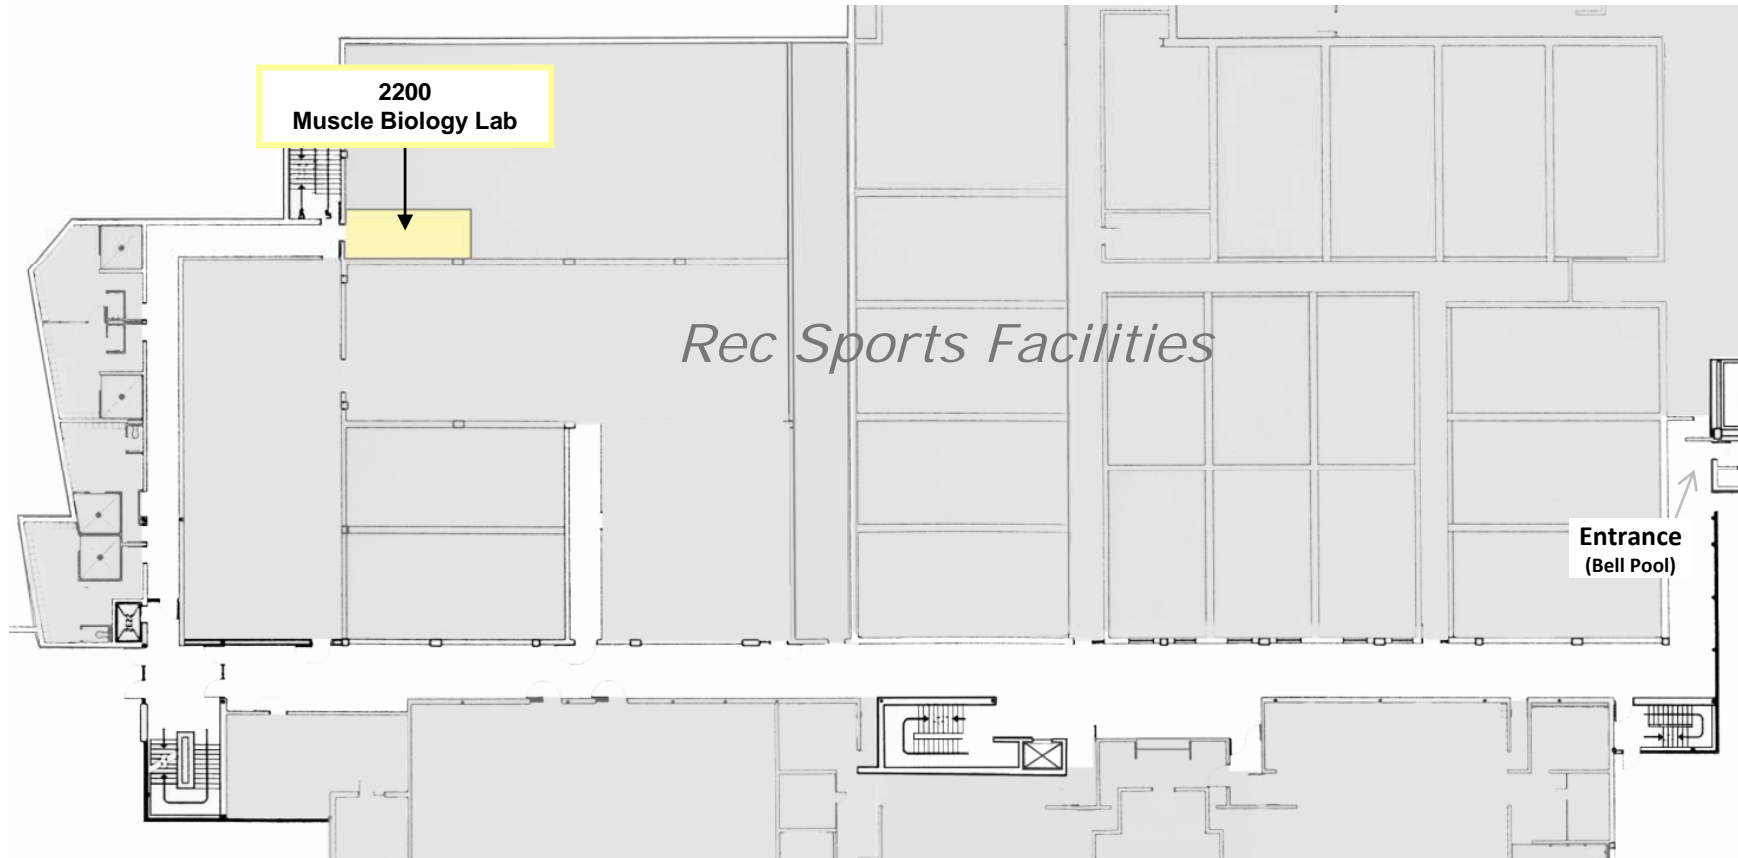 2200
Muscle Biology Lab
Rec Sports Facilities
Entrance
(Bell Pool)